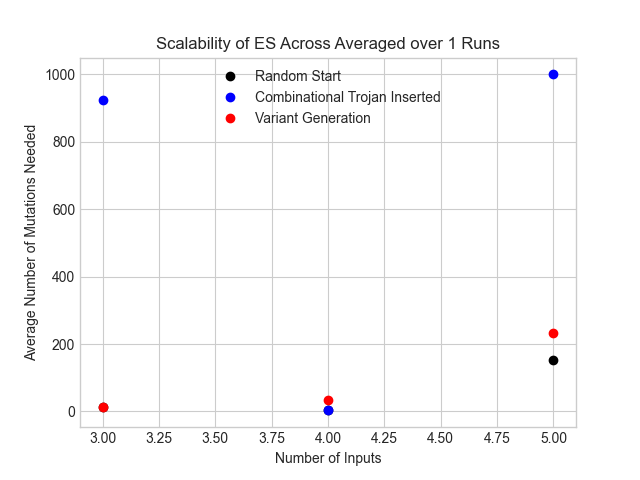 Scalability of ES Across Averaged over 1 Runs
Random Start
Combinational Trojan Inserted
Variant Generation
Average Number of Mutations Needed
1000
800
600
400
200
0
3.00 3.25 3.50 3.75 4.00 4.25 4.50 4.75 5.00
Number of Inputs